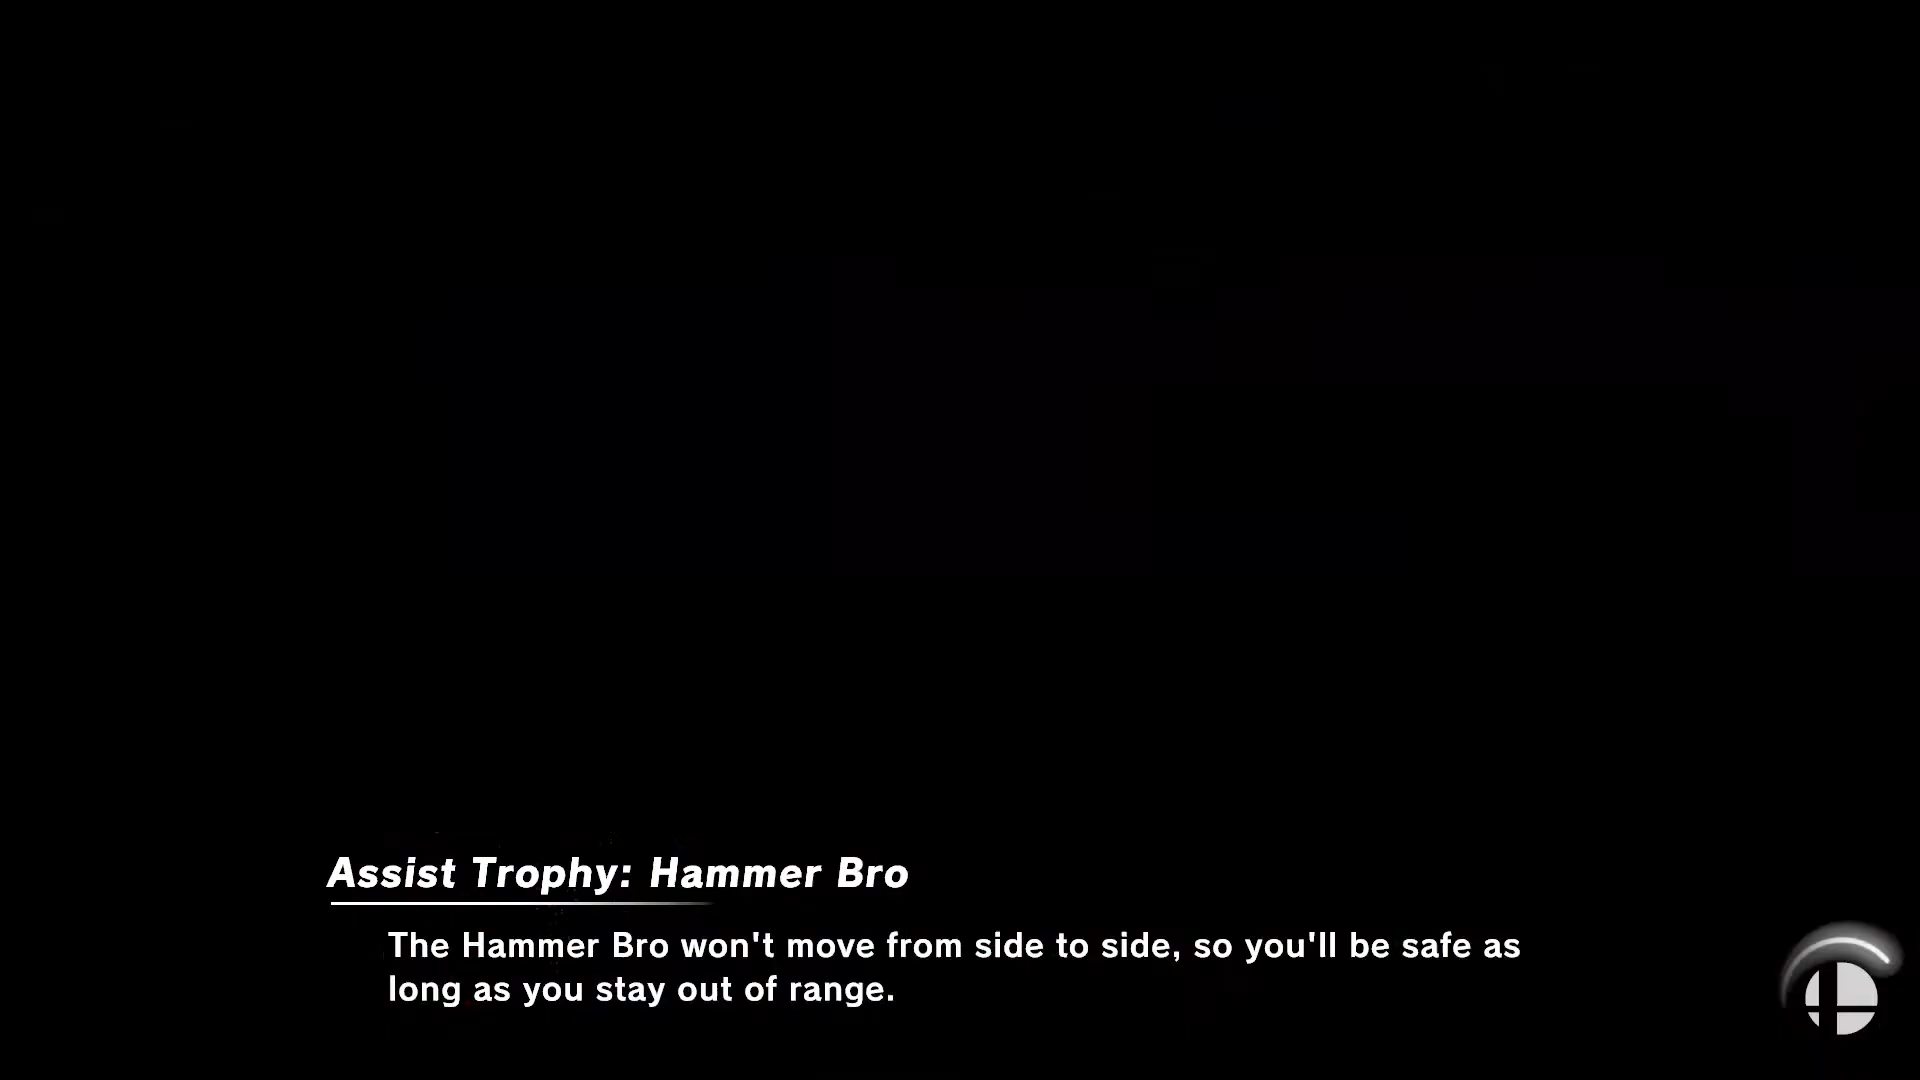 Assist Trophy: Hammer Bro
The Hammer Bro won't move from side to side, so you'll be safe as
long as you stay out of range.